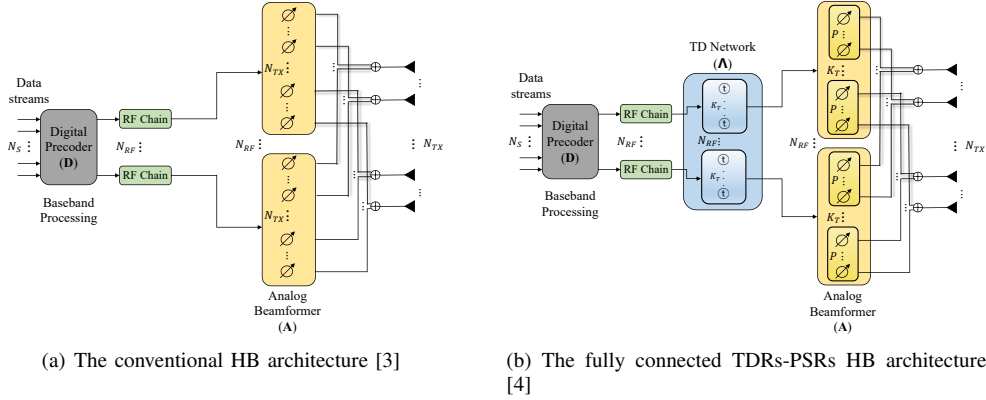 Data
streams
N_S
Digital
Precoder
(D)
Baseband
Processing
RF Chain
N_RF
RF Chain
N_RF
N_TX
N_TX
N_TX
Analog
Beamformer
(A)
(a) The conventional HB architecture [3]
Data
streams
N_S
Digital
Precoder
(D)
Baseband
Processing
RF Chain
N_RF
RF Chain
TD Network
(Λ)
t
K_T
t
N_RF
t
K_T
t
N_RF
P
K_T
P
P
K_T
P
N_TX
Analog
Beamformer
(A)
(b) The fully connected TDRs-PSRs HB architecture
[4]